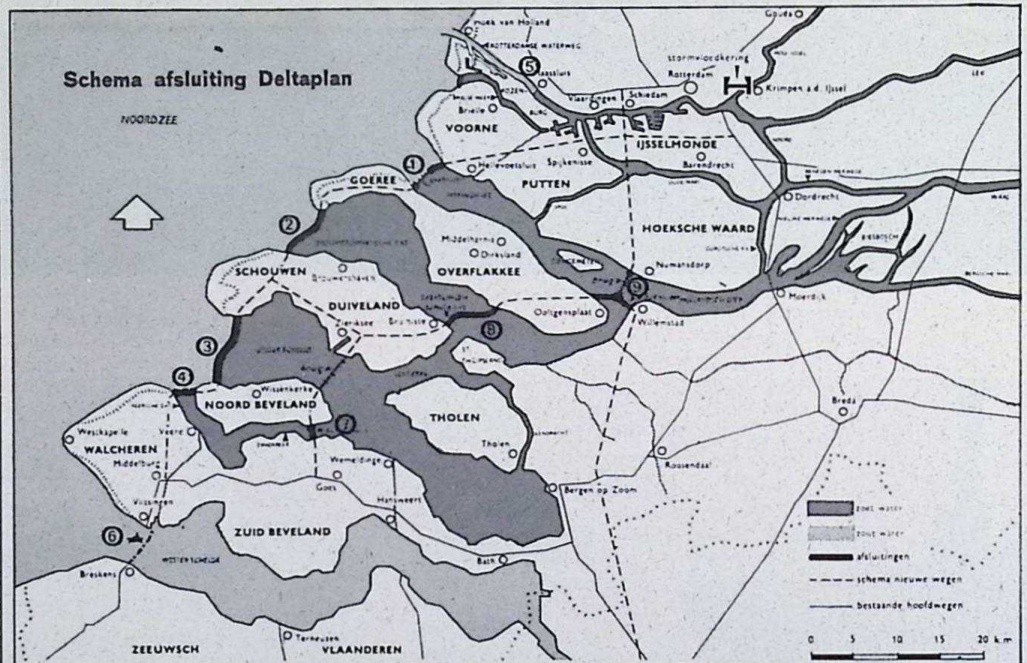 Schema afsluiting Deltaplan
NOORDZEE
Hoek van Holland
ROTTERDAMSE WATERWEG
Gouda
stormvloedkering
Rotterdam
Krimpen a.d. IJssel
LEK
5
Maassluis
Vlaardingen
Schiedam
ROZENBURG
Brielle
VOORNE
IJSSELMONDE
Barendrecht
Spijkenisse
Hellevoetsluis
PUTTEN
1
GOEREE
Dordrecht
WAAL
HOEKSCHE WAARD
BIESBOSCH
2
Middelharnis
Dirksland
OVERFLAKKEE
Numansdorp
SCHOUWEN
Brouwershaven
DUIVELAND
Zierikzee
Bruinisse
8
Ooltgensplaat
9
Willemstad
Moerdijk
3
4
Wissenkerke
NOORD BEVELAND
THOLEN
Tholen
Breda
Westkapelle
WALCHEREN
Veere
Middelburg
7
Wemeldinge
Goes
Hansweert
Roosendaal
Bergen op Zoom
Vlissingen
6
ZUID BEVELAND
WESTERSCHELDE
Bath
Breskens
Terneuzen
ZEEUWSCH
VLAANDEREN
zoet water
zout water
afsluitingen
schema nieuwe wegen
bestaande hoofdwegen
0 5 10 15 20 k.m